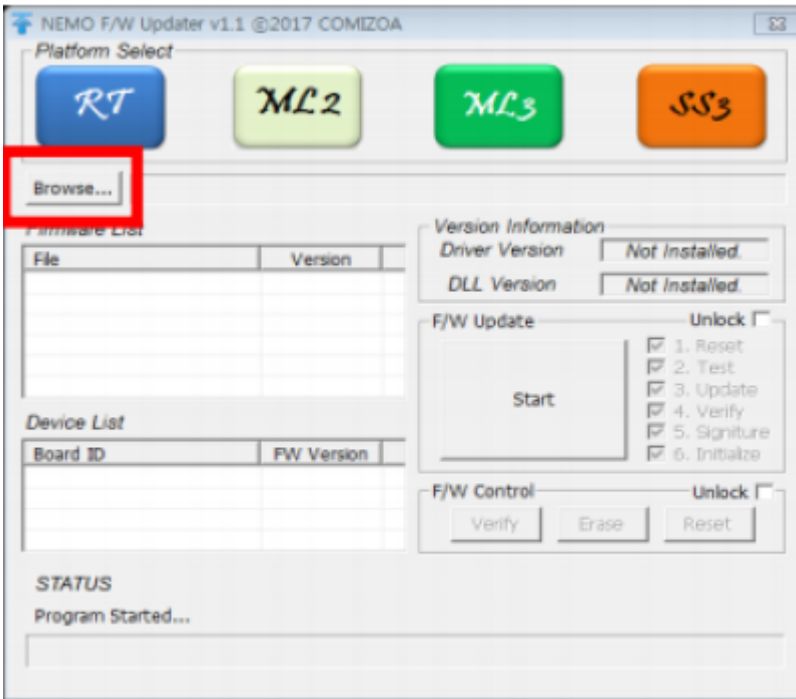 NEMO F/W Updater v1.1 ©2017 COMIZOA
Platform Select
RT ML2 ML3 SS3
Browse...
Firmware List
File Version
Version Information
Driver Version Not Installed.
DLL Version Not Installed.
F/W Update Unlock
Start
1. Reset
2. Test
3. Update
4. Verify
5. Signiture
6. Initialize
Device List
Board ID FW Version
F/W Control Unlock
Verify Erase Reset
STATUS
Program Started...